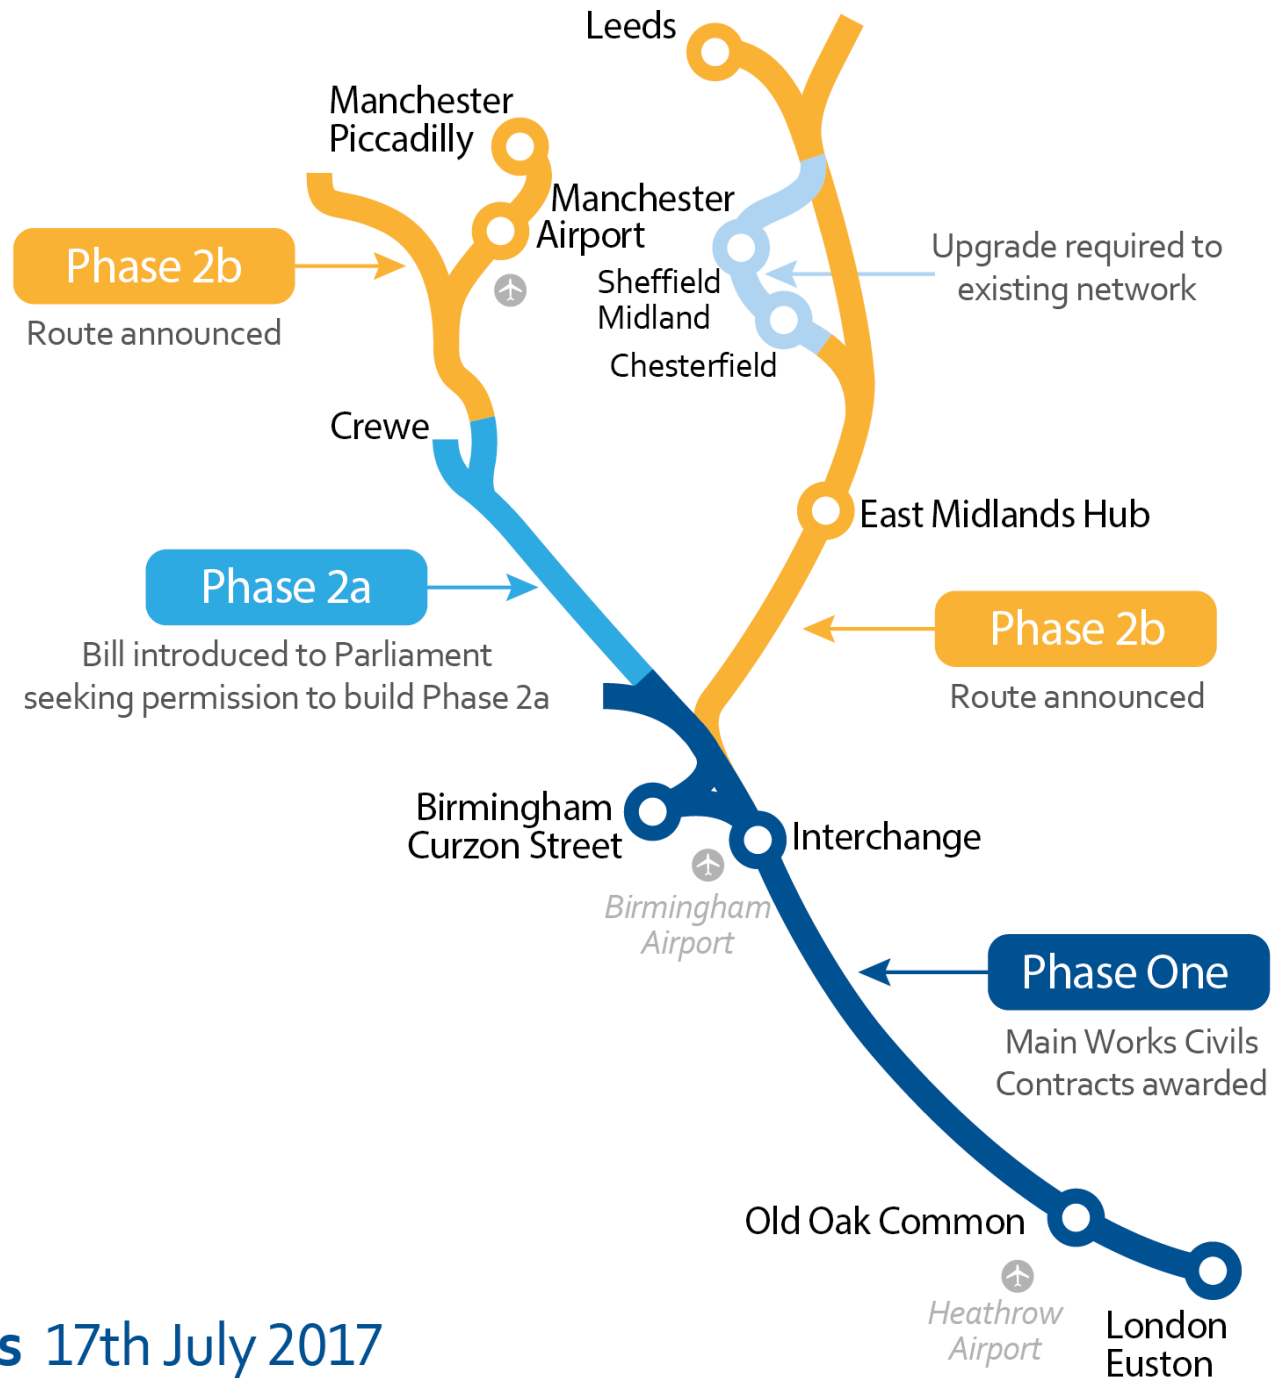 Leeds
Manchester
Piccadilly
Manchester
Airport
Phase 2b
Route announced
Sheffield
Midland
Chesterfield
Upgrade required to
existing network
Crewe
East Midlands Hub
Phase 2a
Bill introduced to Parliament
seeking permission to build Phase 2a
Phase 2b
Route announced
Birmingham
Curzon Street
Interchange
Birmingham
Airport
Phase One
Main Works Civils
Contracts awarded
Old Oak Common
Heathrow
Airport
London
Euston
s 17th July 2017